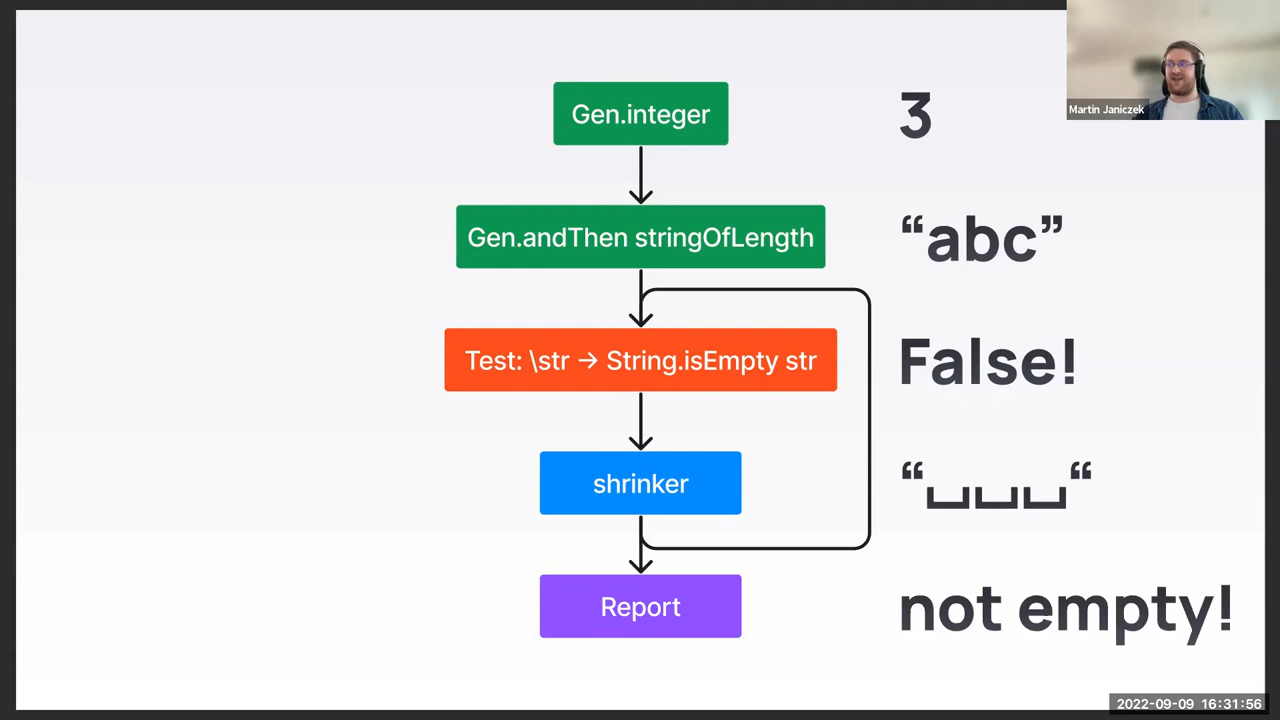 Martin Janiczek
Gen.integer
3
Gen.andThen stringOfLength
“abc”
Test: \str → String.isEmpty str
False!
shrinker
“␣␣␣“
Report
not empty!
2022-09-09 16:31:56